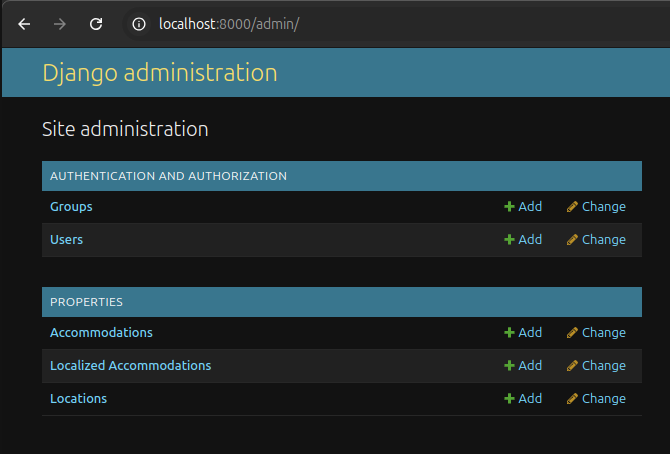 localhost:8000/admin/
Django administration
Site administration
AUTHENTICATION AND AUTHORIZATION
Groups Add Change
Users Add Change
PROPERTIES
Accommodations Add Change
Localized Accommodations Add Change
Locations Add Change